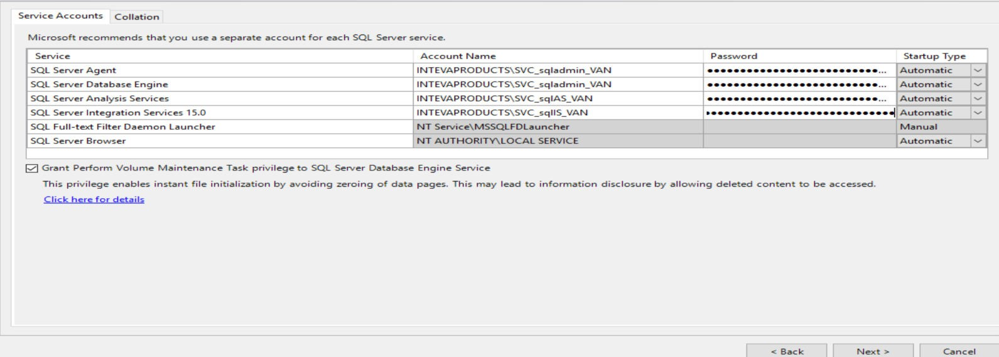 Service Accounts Collation
Microsoft recommends that you use a separate account for each SQL Server service.
Service Account Name Password Startup Type
SQL Server Agent INTEVAPRODUCTS\SVC_sqladmin_VAN ●●●●●●●●●●●●●●●●●●●●●●●●●●●... Automatic
SQL Server Database Engine INTEVAPRODUCTS\SVC_sqladmin_VAN ●●●●●●●●●●●●●●●●●●●●●●●●●●●... Automatic
SQL Server Analysis Services INTEVAPRODUCTS\SVC_sqlAS_VAN ●●●●●●●●●●●●●●●●●●●●●●●●●●●... Automatic
SQL Server Integration Services 15.0 INTEVAPRODUCTS\SVC_sqlIS_VAN ●●●●●●●●●●●●●●●●●●●●●●●●●●●●● Automatic
SQL Full-text Filter Daemon Launcher NT Service\MSSQLFDLauncher Manual
SQL Server Browser NT AUTHORITY\LOCAL SERVICE Automatic
Grant Perform Volume Maintenance Task privilege to SQL Server Database Engine Service
This privilege enables instant file initialization by avoiding zeroing of data pages. This may lead to information disclosure by allowing deleted content to be accessed.
Click here for details
< Back Next > Cancel